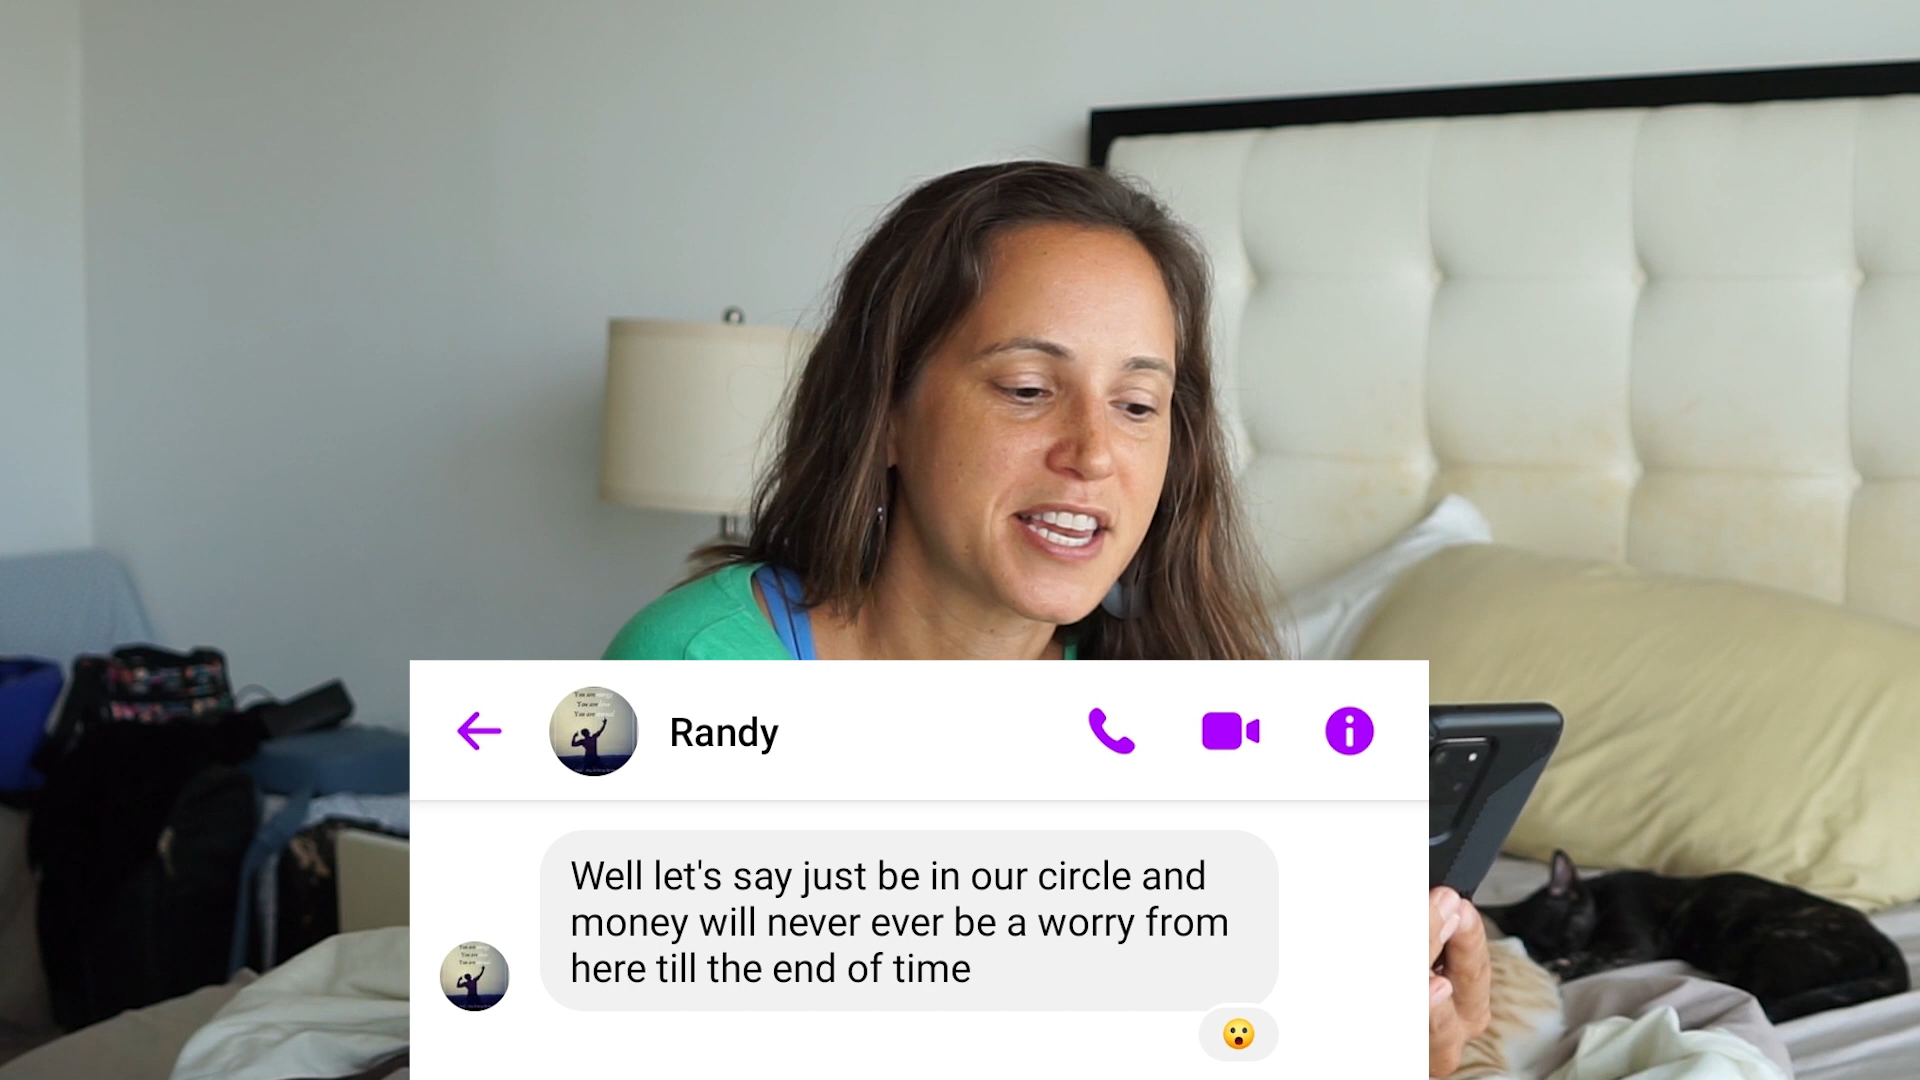 Randy
Well let's say just be in our circle and
money will never ever be a worry from
here till the end of time